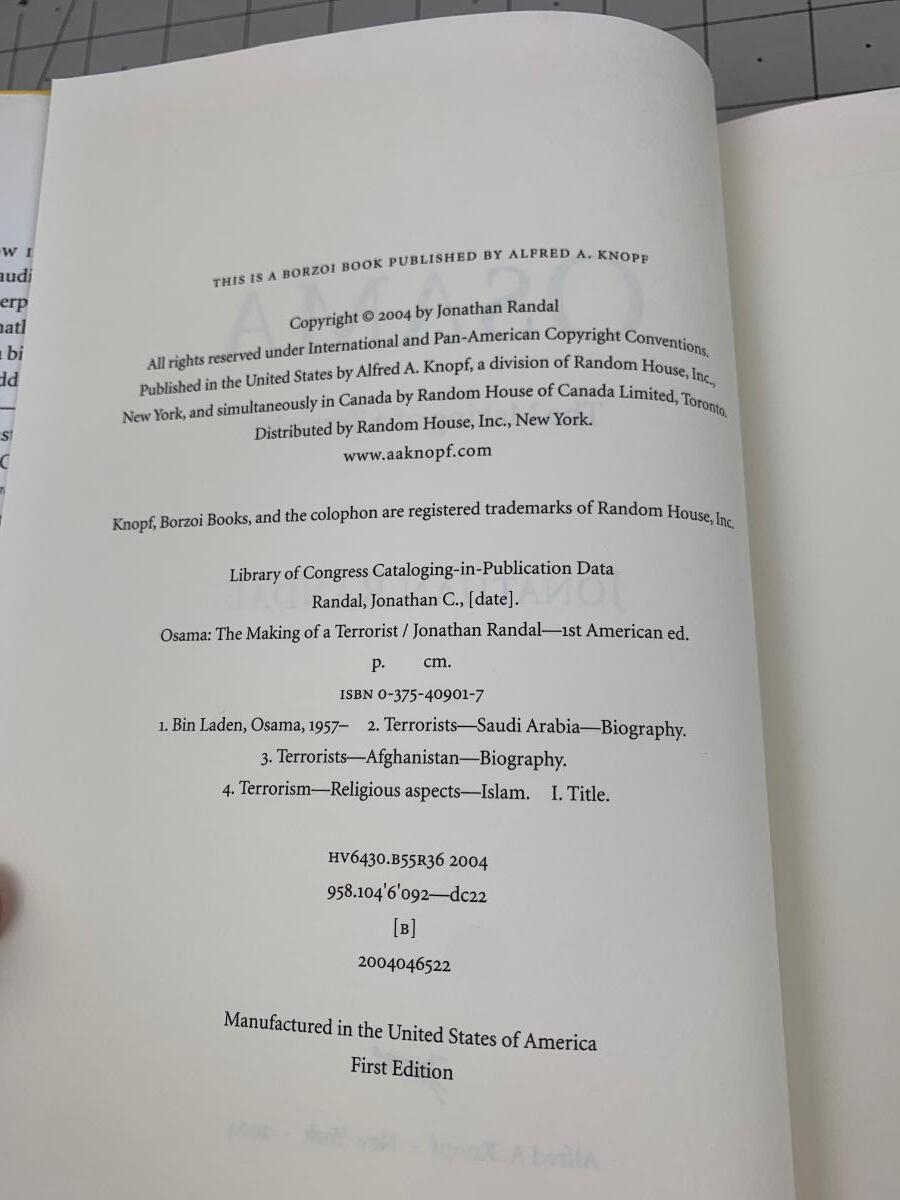 THIS IS A BORZOI BOOK PUBLISHED BY ALFRED A. KNOPF
Copyright © 2004 by Jonathan Randal
All rights reserved under International and Pan-American Copyright Conventions.
Published in the United States by Alfred A. Knopf, a division of Random House, Inc.,
New York, and simultaneously in Canada by Random House of Canada Limited, Toronto.
Distributed by Random House, Inc., New York.
www.aaknopf.com
Knopf, Borzoi Books, and the colophon are registered trademarks of Random House, Inc.
Library of Congress Cataloging-in-Publication Data
Randal, Jonathan C., [date].
Osama: The Making of a Terrorist / Jonathan Randal—1st American ed.
p. cm.
ISBN 0-375-40901-7
1. Bin Laden, Osama, 1957– 2. Terrorists—Saudi Arabia—Biography.
3. Terrorists—Afghanistan—Biography.
4. Terrorism—Religious aspects—Islam. I. Title.
HV6430.B55R36 2004
958.104'6'092—dc22
[B]
2004046522
Manufactured in the United States of America
First Edition